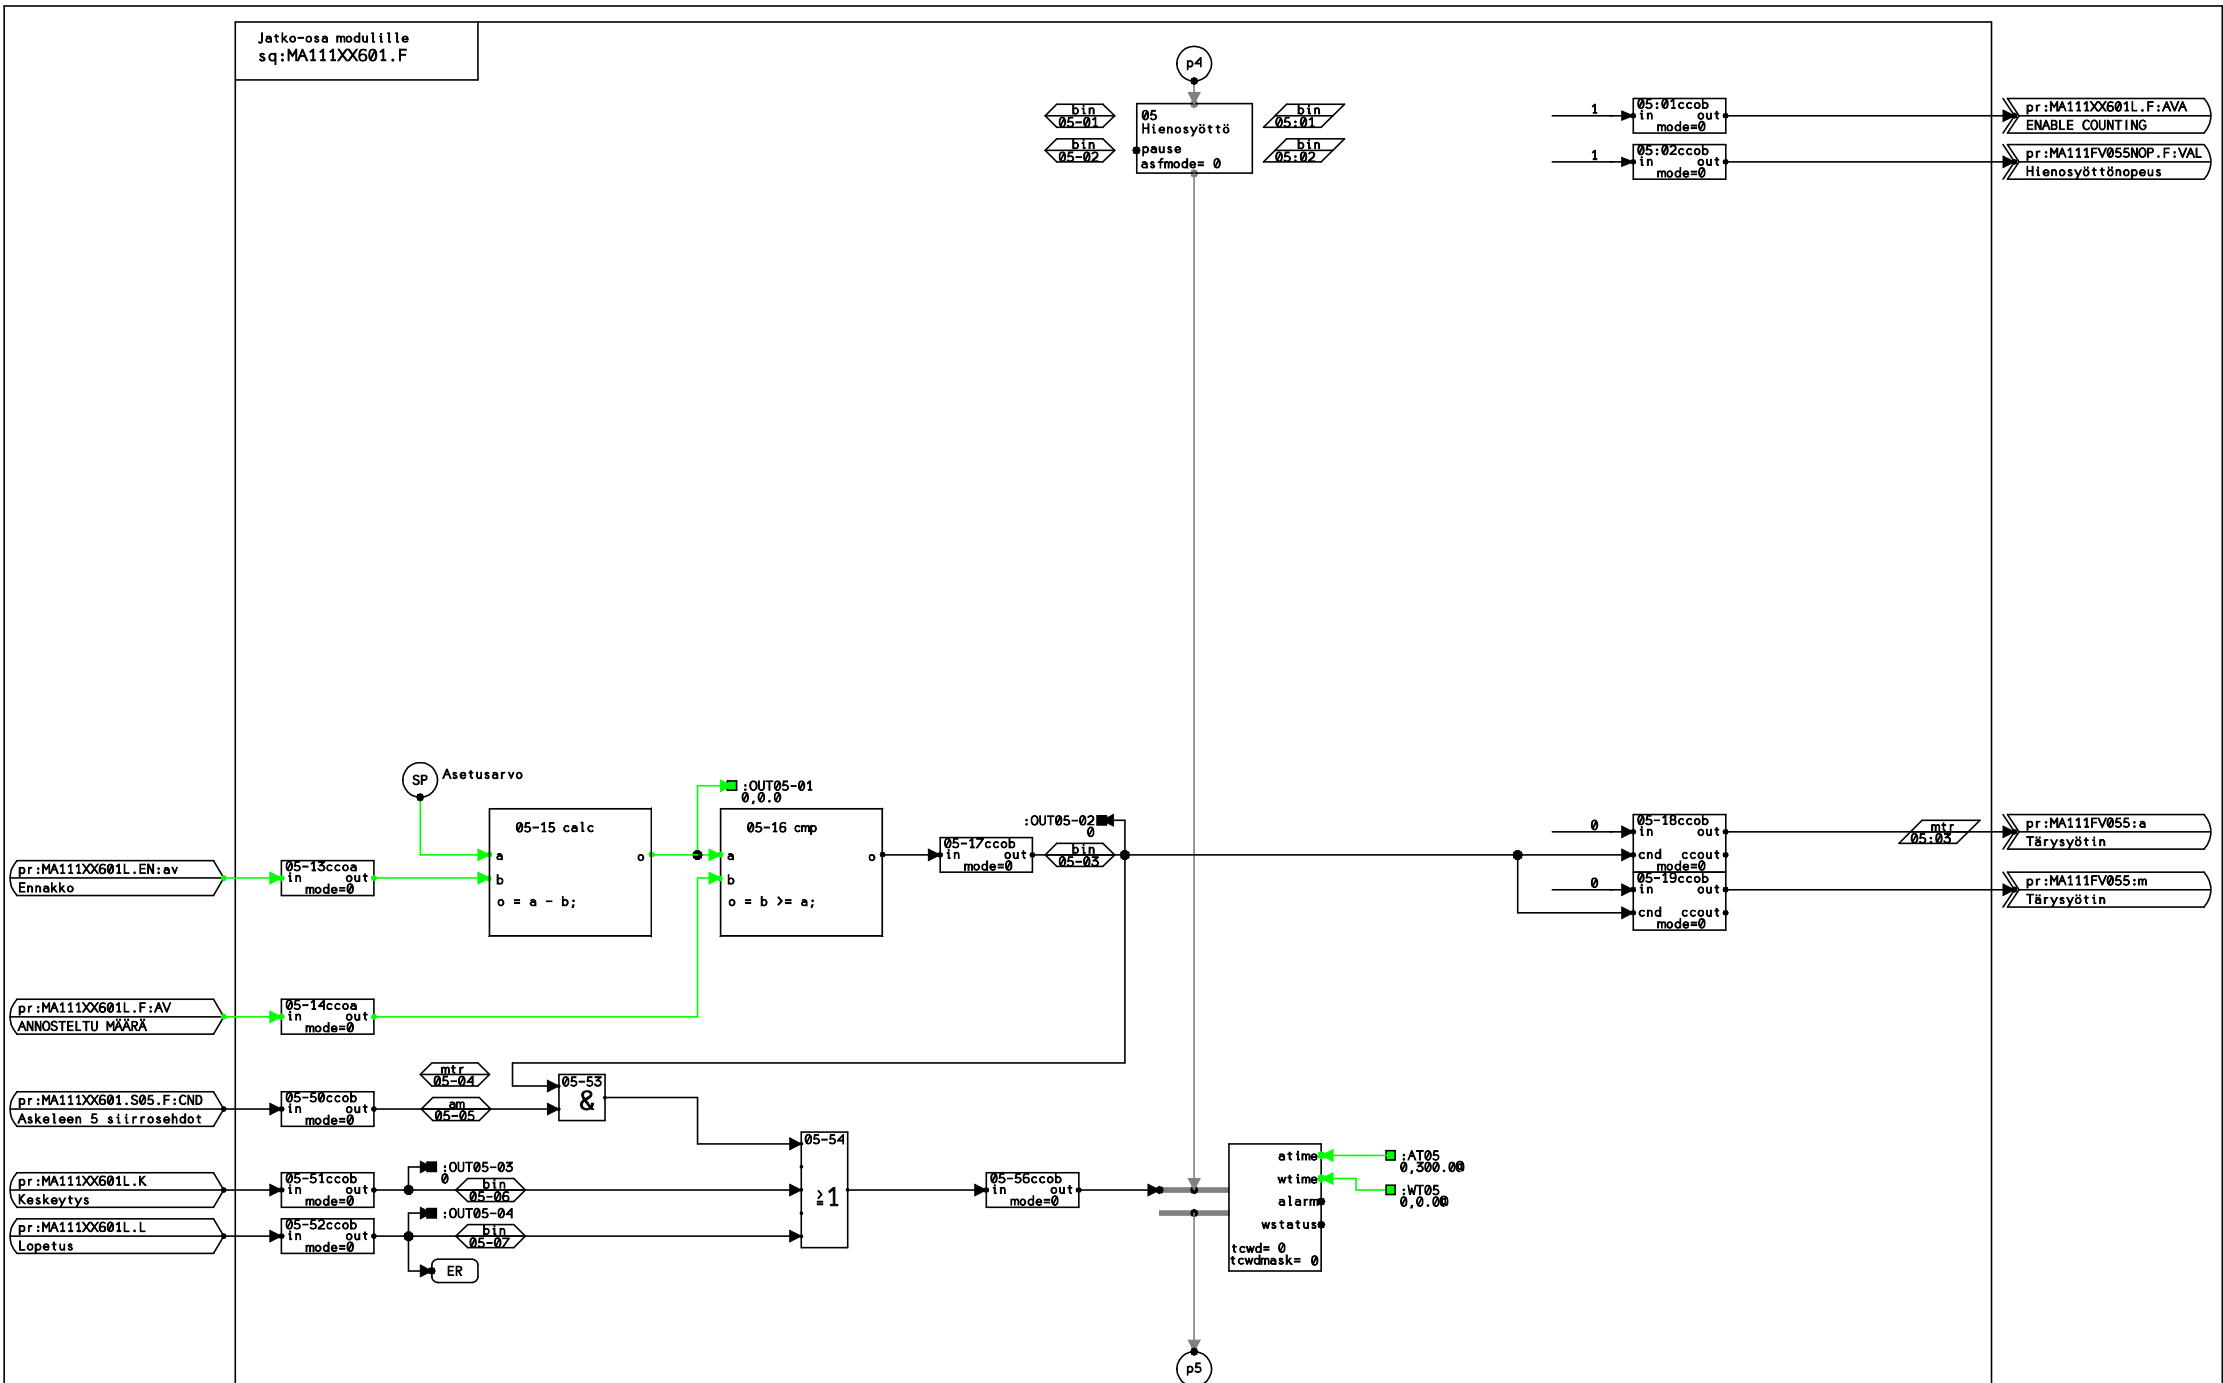 Jatko-osa modulille
sq:MA111XX601.F
p4
bin
05-01
bin
05-02
05
Hienosyöttö
pause
asfmode= 0
bin
05:01
bin
05:02
1
05:01ccob
in out
mode=0
pr:MA111XX601L.F:AVA
ENABLE COUNTING
1
05:02ccob
in out
mode=0
pr:MA111FV055NOP.F:VAL
Hienosyöttönopeus
SP
Asetusarvo
:OUT05-01
0,0.0
05-15 calc
a
o
b
o = a - b;
05-16 cmp
a
o
b
o = b >= a;
:OUT05-02
0
05-17ccob
in out
mode=0
bin
05-03
0
05-18ccob
in out
cnd ccout
mode=0
mtr
05:03
pr:MA111FV055:a
Tärysyötin
0
05-19ccob
in out
cnd ccout
mode=0
pr:MA111FV055:m
Tärysyötin
pr:MA111XX601L.EN:av
Ennakko
05-13ccoa
in out
mode=0
pr:MA111XX601L.F:AV
ANNOSTELTU MÄÄRÄ
05-14ccoa
in out
mode=0
mtr
05-04
pr:MA111XX601.S05.F:CND
Askeleen 5 siirrosehdot
05-50ccob
in out
mode=0
am
05-05
05-53
&
pr:MA111XX601L.K
Keskeytys
05-51ccob
in out
mode=0
:OUT05-03
0
bin
05-06
pr:MA111XX601L.L
Lopetus
05-52ccob
in out
mode=0
:OUT05-04
bin
05-07
ER
05-54
≥1
05-56ccob
in out
mode=0
atime
wtime
alarm
wstatus
tcwd= 0
tcwdmask= 0
:AT05
0,300.0
:WT05
0,0.0
p5